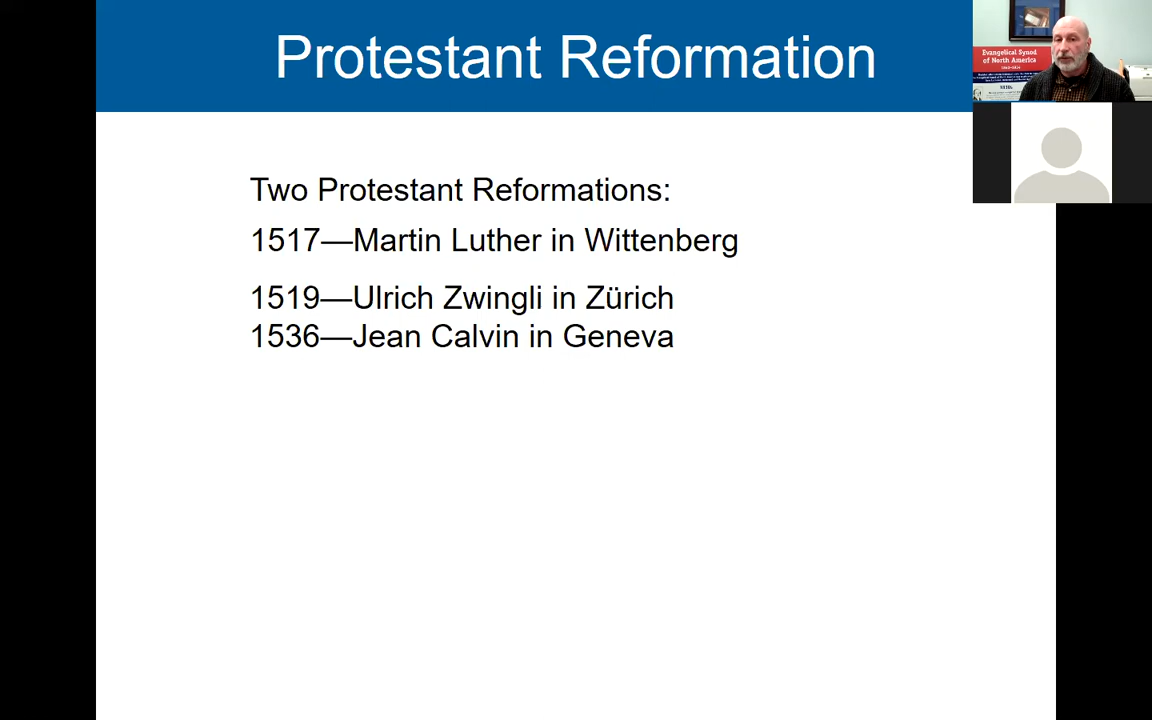 Protestant Reformation
Two Protestant Reformations:
1517—Martin Luther in Wittenberg
1519—Ulrich Zwingli in Zürich
1536—Jean Calvin in Geneva
Evangelical Synod
of North America